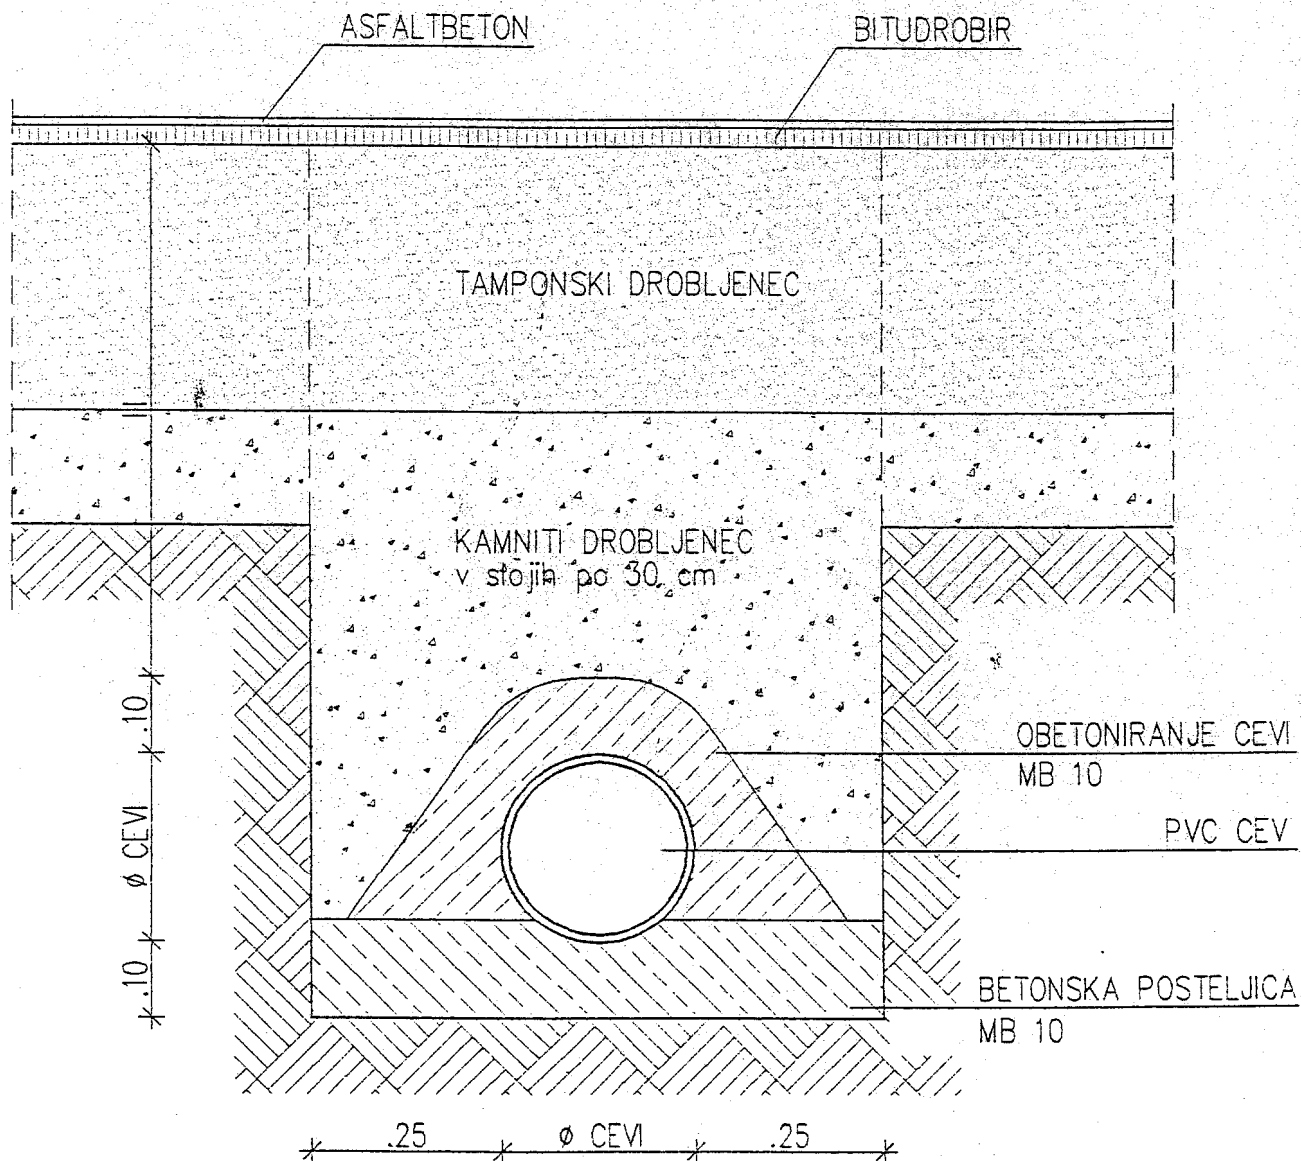 ASFALTBETON
BITUDROBIR
TAMPONSKI DROBLJENEC
KAMNITI DROBLJENEC
v slojih po 30 cm
.10
Ø CEVI
.10
OBETONIRANJE CEVI
MB 10
PVC CEV
BETONSKA POSTELJICA
MB 10
.25
Ø CEVI
.25